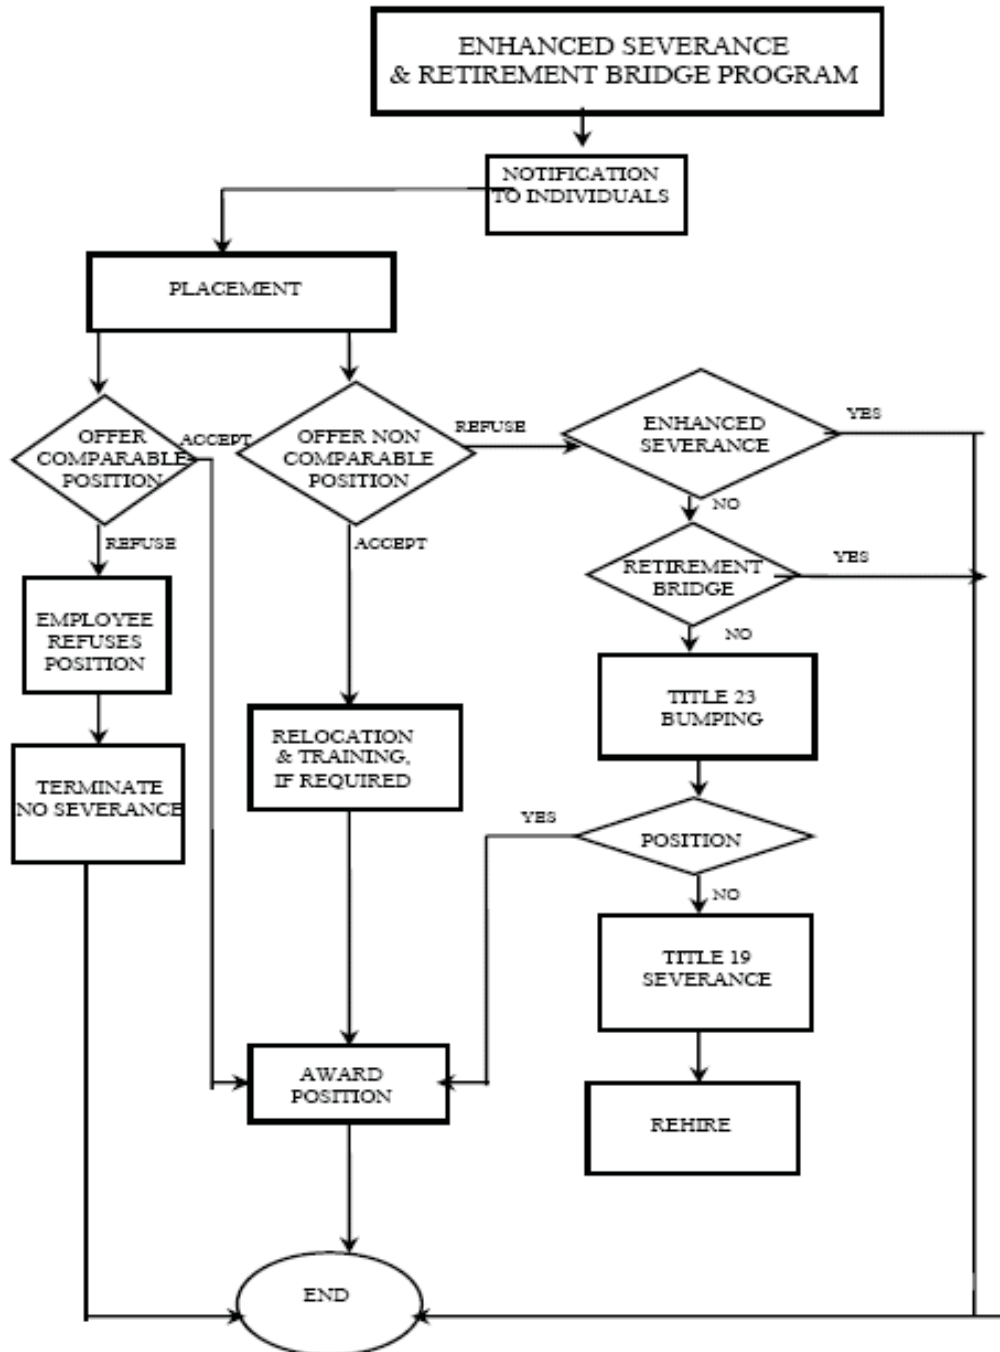 ENHANCED SEVERANCE
& RETIREMENT BRIDGE PROGRAM
NOTIFICATION
TO INDIVIDUALS
PLACEMENT
OFFER
COMPARABLE
POSITION
ACCEPT
OFFER NON
COMPARABLE
POSITION
REFUSE
ENHANCED
SEVERANCE
YES
NO
REFUSE
ACCEPT
RETIREMENT
BRIDGE
YES
NO
EMPLOYEE
REFUSES
POSITION
TITLE 23
BUMPING
RELOCATION
& TRAINING,
IF REQUIRED
TERMINATE
NO SEVERANCE
YES
POSITION
NO
TITLE 19
SEVERANCE
AWARD
POSITION
REHIRE
END